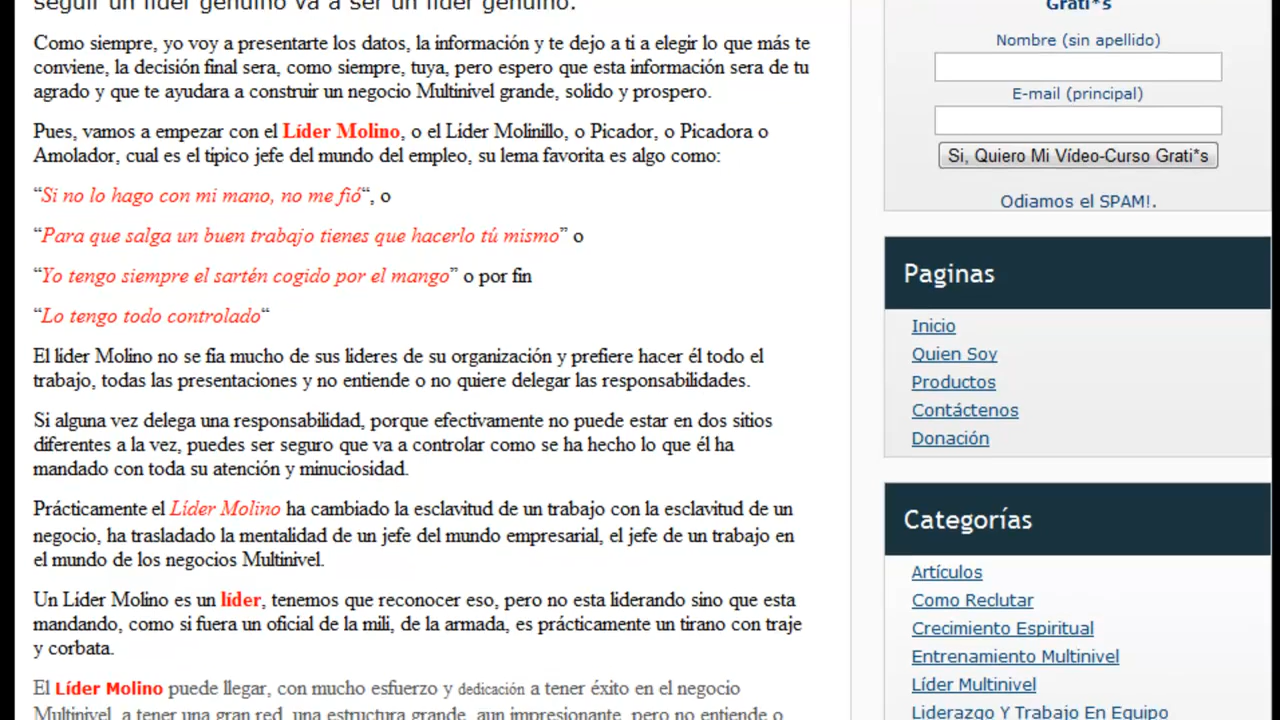 seguir un líder genuino va a ser un líder genuino.
Como siempre, yo voy a presentarte los datos, la información y te dejo a ti a elegir lo que más te
conviene, la decisión final sera, como siempre, tuya, pero espero que esta información sera de tu
agrado y que te ayudara a construir un negocio Multinivel grande, solido y prospero.
Pues, vamos a empezar con el Líder Molino, o el Líder Molinillo, o Picador, o Picadora o
Amolador, cual es el típico jefe del mundo del empleo, su lema favorita es algo como:
“Si no lo hago con mi mano, no me fió“, o
“Para que salga un buen trabajo tienes que hacerlo tú mismo” o
“Yo tengo siempre el sartén cogido por el mango” o por fin
“Lo tengo todo controlado“
El líder Molino no se fía mucho de sus lideres de su organización y prefiere hacer él todo el
trabajo, todas las presentaciones y no entiende o no quiere delegar las responsabilidades.
Si alguna vez delega una responsabilidad, porque efectivamente no puede estar en dos sitios
diferentes a la vez, puedes ser seguro que va a controlar como se ha hecho lo que él ha
mandado con toda su atención y minuciosidad.
Prácticamente el Líder Molino ha cambiado la esclavitud de un trabajo con la esclavitud de un
negocio, ha trasladado la mentalidad de un jefe del mundo empresarial, el jefe de un trabajo en
el mundo de los negocios Multinivel.
Un Líder Molino es un líder, tenemos que reconocer eso, pero no esta liderando sino que esta
mandando, como si fuera un oficial de la mili, de la armada, es prácticamente un tirano con traje
y corbata.
El Líder Molino puede llegar, con mucho esfuerzo y dedicación a tener éxito en el negocio
Multinivel, a tener una gran red, una estructura grande, aun impresionante, pero no entiende o
Grati*s
Nombre (sin apellido)
E-mail (principal)
Si, Quiero Mi Vídeo-Curso Grati*s
Odiamos el SPAM!.
Paginas
Inicio
Quien Soy
Productos
Contáctenos
Donación
Categorías
Artículos
Como Reclutar
Crecimiento Espiritual
Entrenamiento Multinivel
Líder Multinivel
Liderazgo Y Trabajo En Equipo